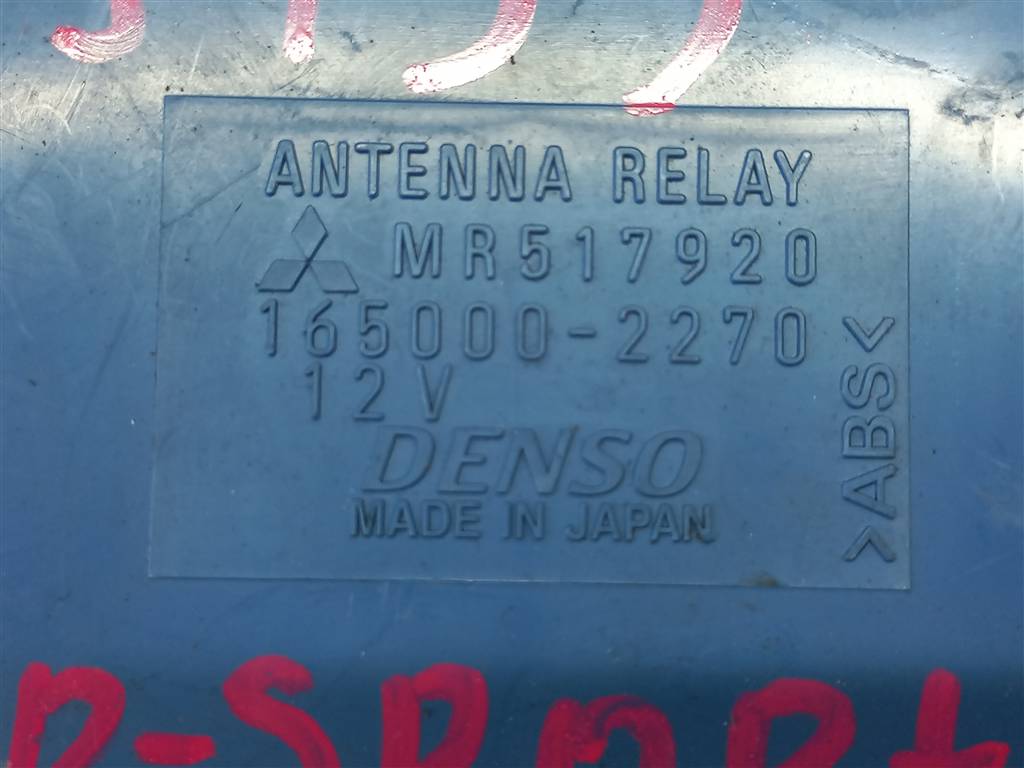 ANTENNA RELAY
MR517920
165000-2270
12V
DENSO
MADE IN JAPAN
>ABS<